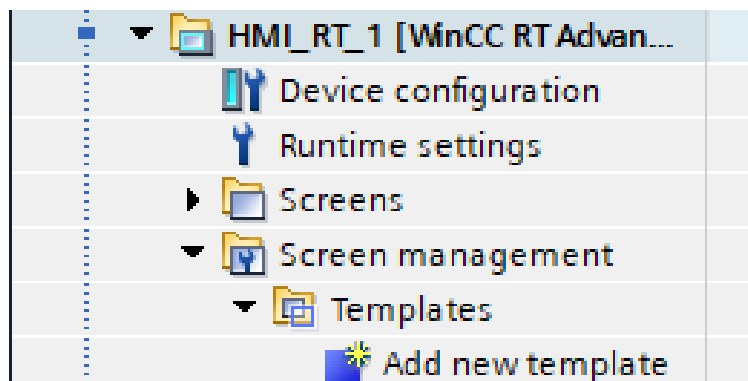 HMI_RT_1 [WinCC RT Advan...
Device configuration
Runtime settings
Screens
Screen management
Templates
Add new template